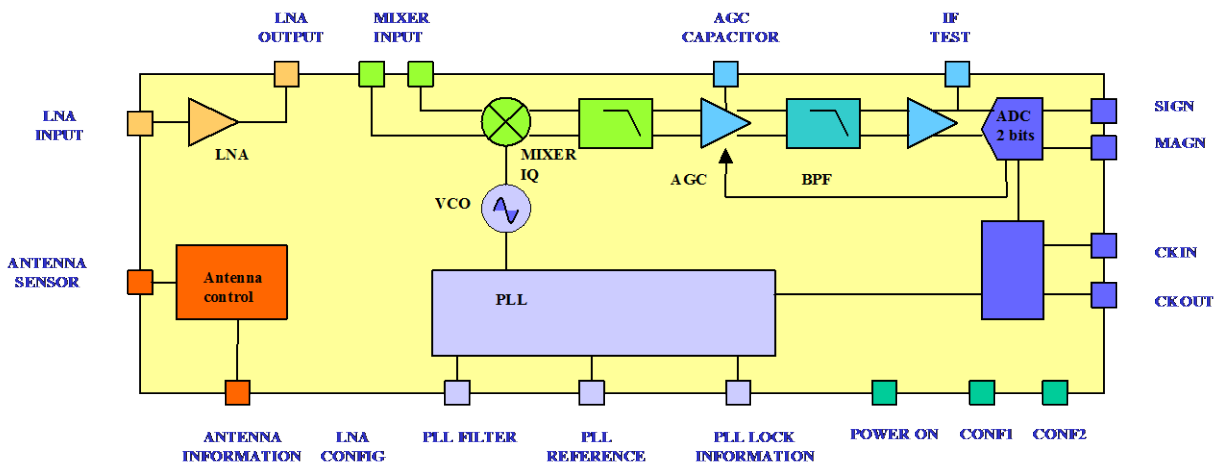 LNA
OUTPUT
MIXER
INPUT
AGC
CAPACITOR
IF
TEST
LNA
INPUT
LNA
MIXER
IQ
AGC
BPF
ADC
2 bits
SIGN
MAGN
VCO
ANTENNA
SENSOR
Antenna
control
PLL
CKIN
CKOUT
ANTENNA
INFORMATION
LNA
CONFIG
PLL FILTER
PLL
REFERENCE
PLL LOCK
INFORMATION
POWER ON
CONF1
CONF2